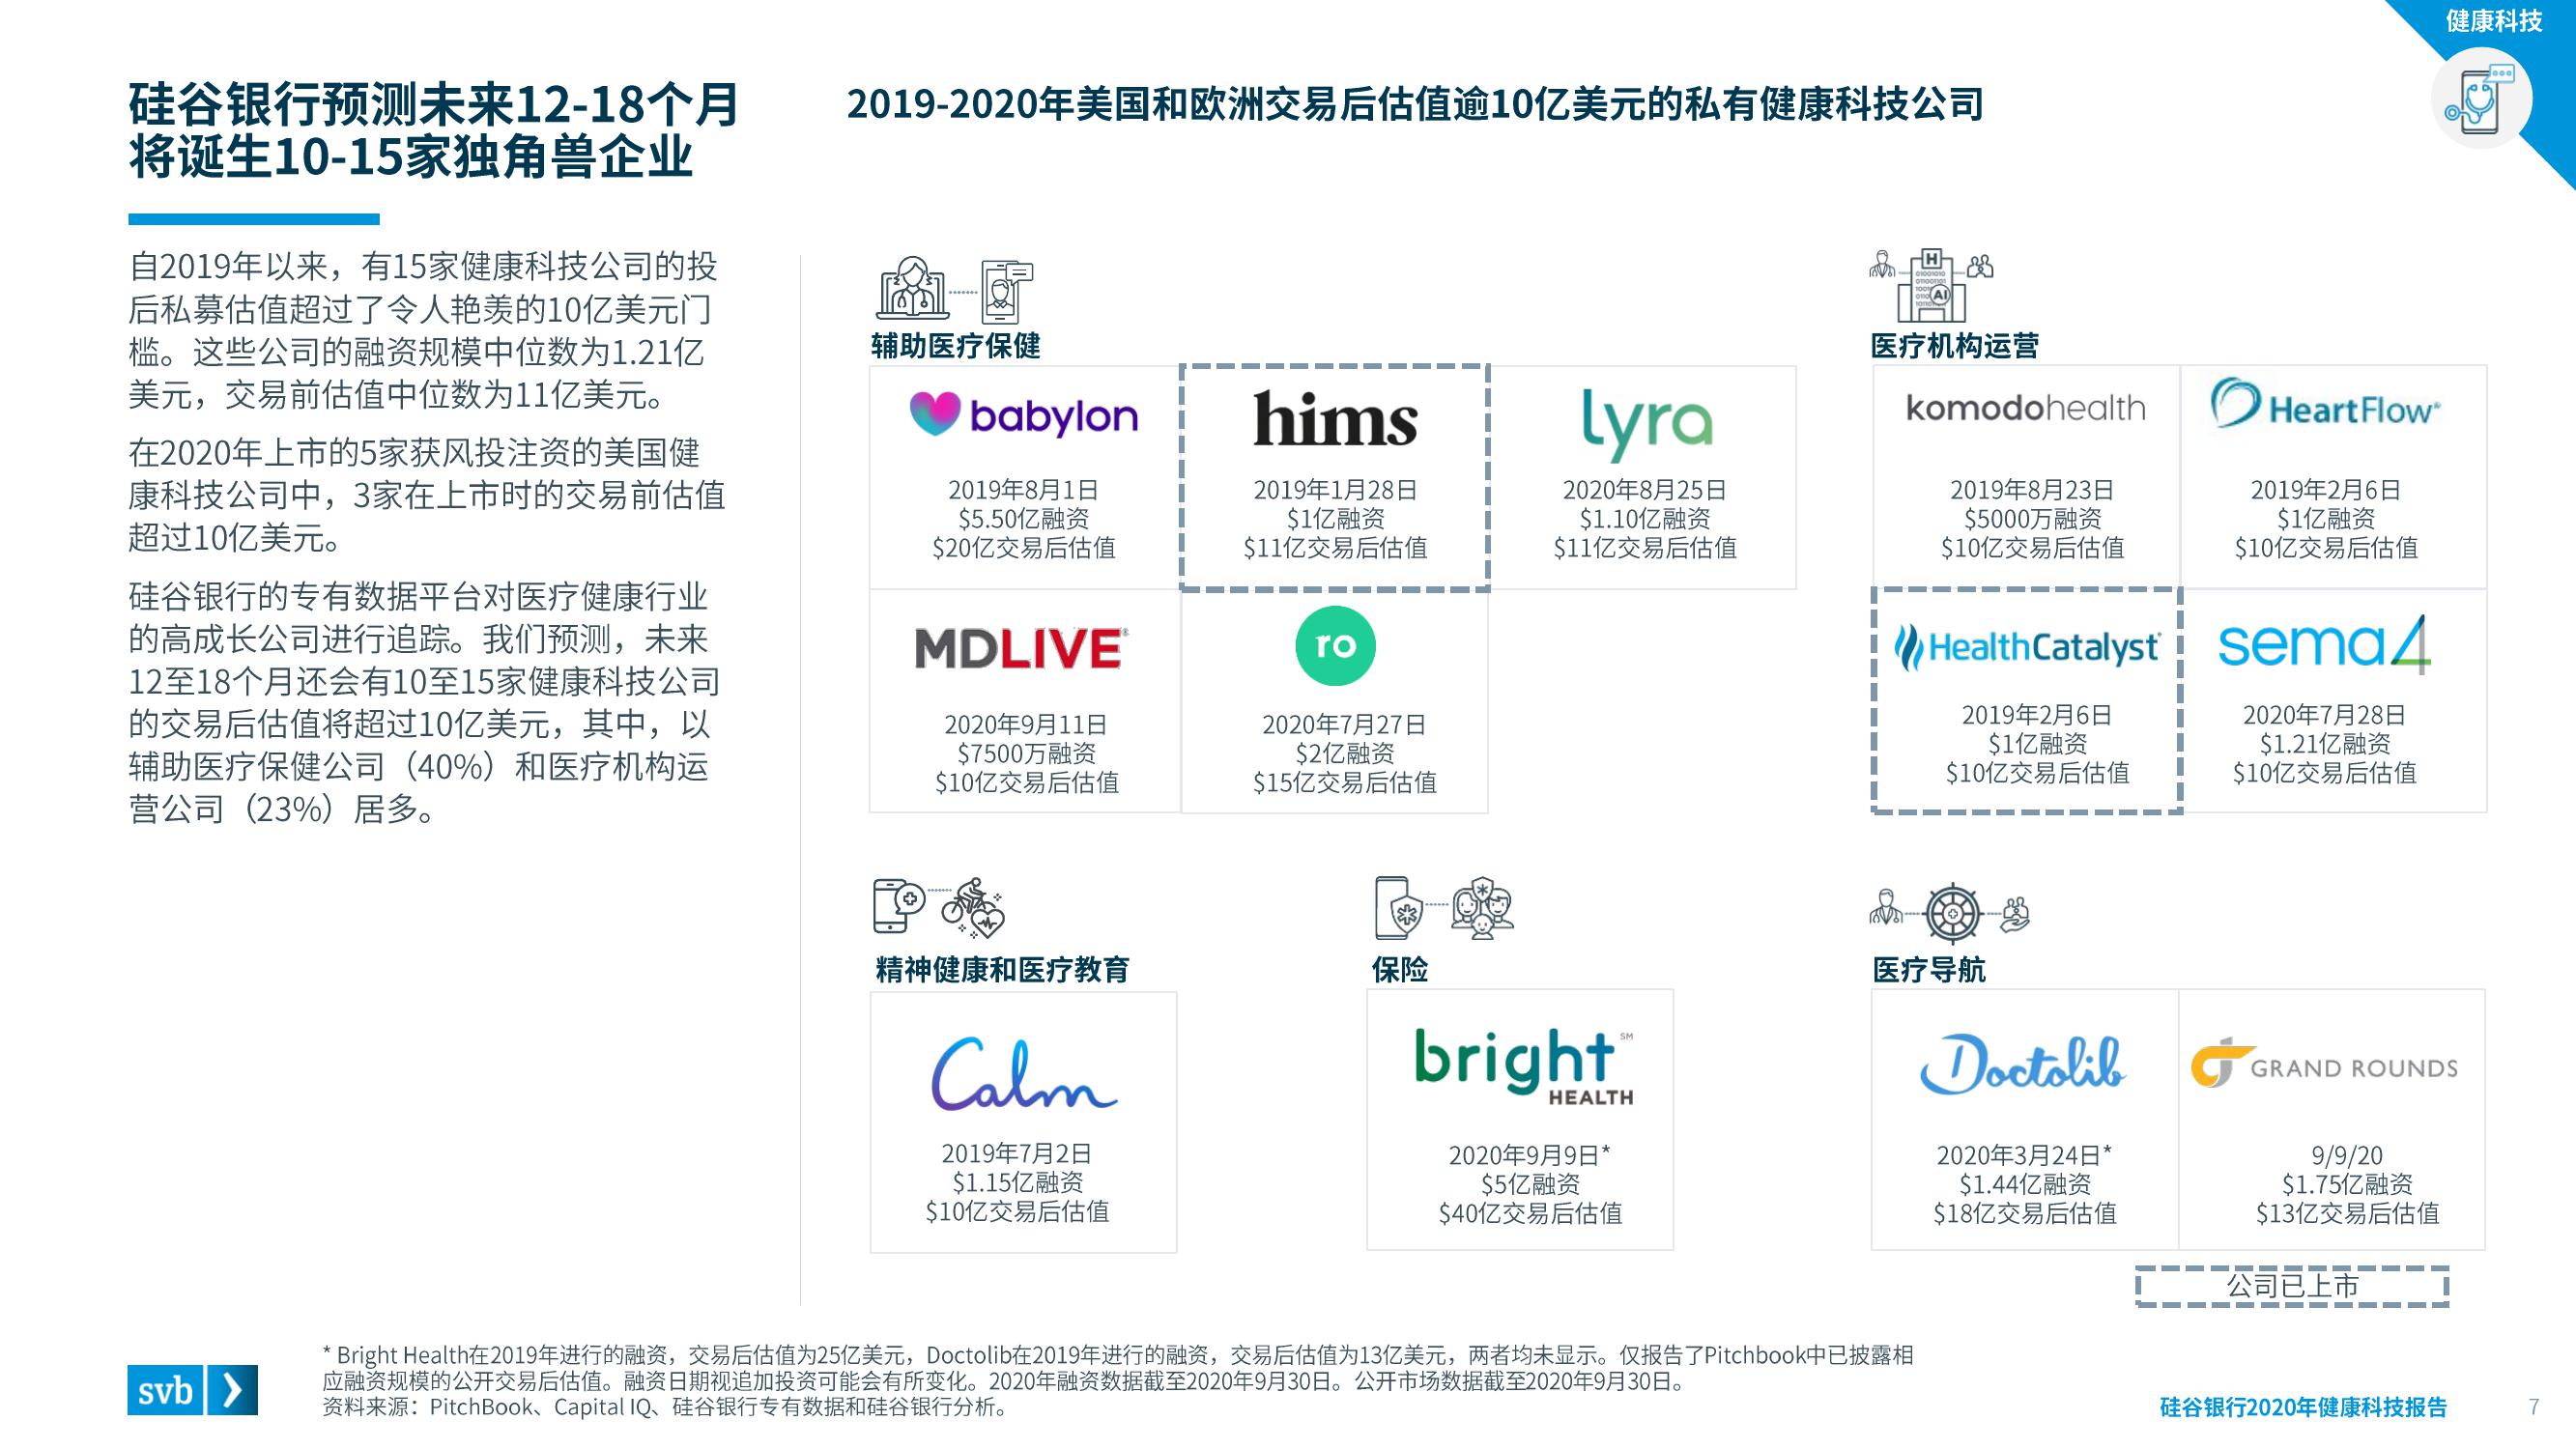 健康科技
硅谷银行预测未来12-18个月
将诞生10-15家独角兽企业
2019-2020年美国和欧洲交易后估值逾10亿美元的私有健康科技公司
自2019年以来，有15家健康科技公司的投
后私募估值超过了令人艳羡的10亿美元门
槛。这些公司的融资规模中位数为1.21亿
美元，交易前估值中位数为11亿美元。
在2020年上市的5家获风投注资的美国健
康科技公司中，3家在上市时的交易前估值
超过10亿美元。
硅谷银行的专有数据平台对医疗健康行业
的高成长公司进行追踪。我们预测，未来
12至18个月还会有10至15家健康科技公司
的交易后估值将超过10亿美元，其中，以
辅助医疗保健公司（40%）和医疗机构运
营公司（23%）居多。
辅助医疗保健
babylon
2019年8月1日
$5.50亿融资
$20亿交易后估值
hims
2019年1月28日
$1亿融资
$11亿交易后估值
lyra
2020年8月25日
$1.10亿融资
$11亿交易后估值
MDLIVE®
2020年9月11日
$7500万融资
$10亿交易后估值
ro
2020年7月27日
$2亿融资
$15亿交易后估值
H
AI
医疗机构运营
komodohealth
2019年8月23日
$5000万融资
$10亿交易后估值
HeartFlow®
2019年2月6日
$1亿融资
$10亿交易后估值
HealthCatalyst
2019年2月6日
$1亿融资
$10亿交易后估值
sema4
2020年7月28日
$1.21亿融资
$10亿交易后估值
精神健康和医疗教育
Calm
2019年7月2日
$1.15亿融资
$10亿交易后估值
保险
bright℠
HEALTH
2020年9月9日*
$5亿融资
$40亿交易后估值
医疗导航
Doctolib
2020年3月24日*
$1.44亿融资
$18亿交易后估值
GRAND ROUNDS
9/9/20
$1.75亿融资
$13亿交易后估值
公司已上市
* Bright Health在2019年进行的融资，交易后估值为25亿美元，Doctolib在2019年进行的融资，交易后估值为13亿美元，两者均未显示。仅报告了Pitchbook中已披露相
应融资规模的公开交易后估值。融资日期视追加投资可能会有所变化。2020年融资数据截至2020年9月30日。公开市场数据截至2020年9月30日。
资料来源：PitchBook、Capital IQ、硅谷银行专有数据和硅谷银行分析。
svb
硅谷银行2020年健康科技报告
7